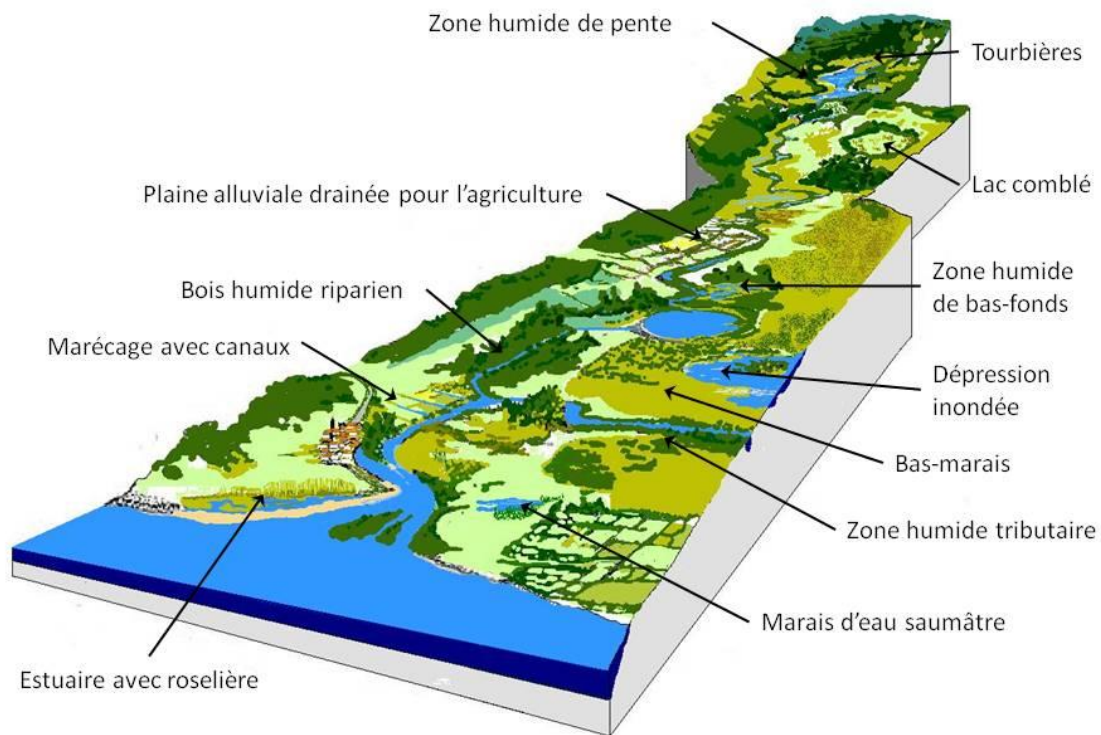 Zone humide de pente
Tourbières
Lac comblé
Plaine alluviale drainée pour l'agriculture
Zone humide
de bas-fonds
Bois humide riparien
Marécage avec canaux
Dépression
inondée
Bas-marais
Zone humide tributaire
Marais d'eau saumâtre
Estuaire avec roselière